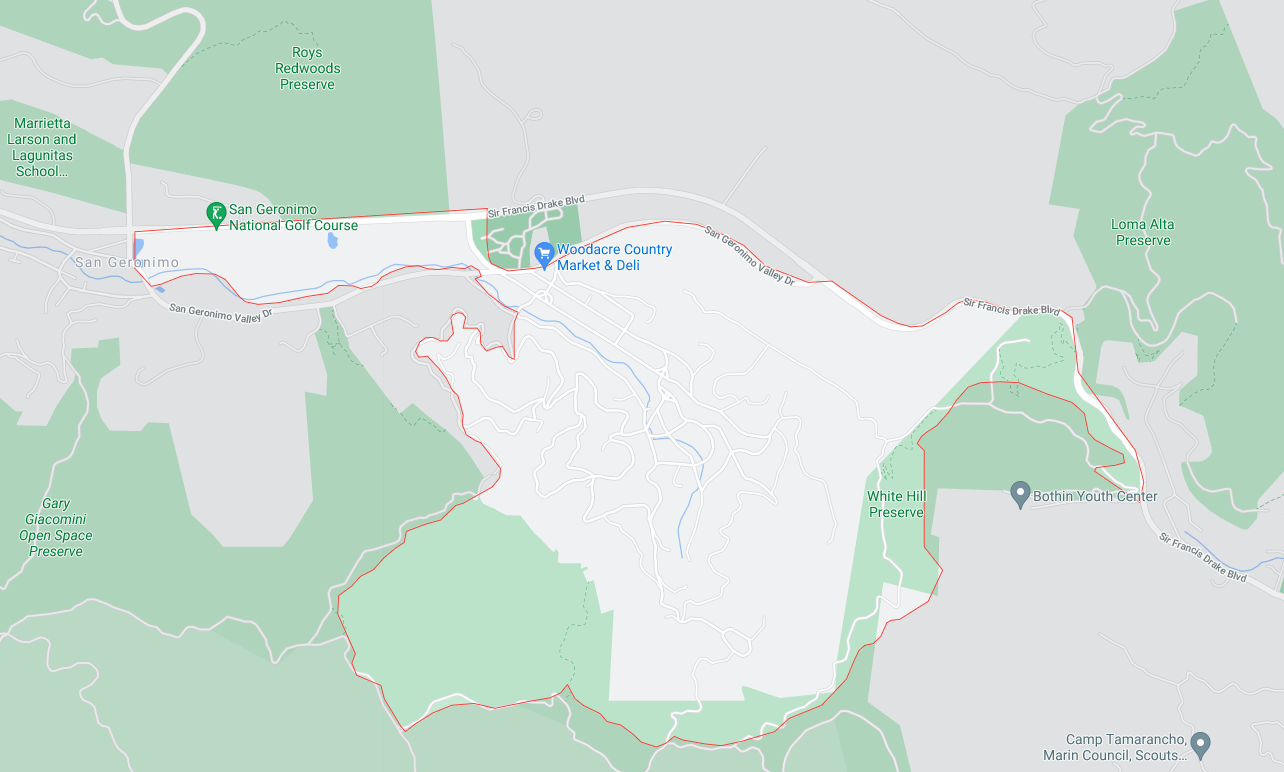 Roys
Redwoods
Preserve
Marrietta
Larson and
Lagunitas
School...
San Geronimo
National Golf Course
Sir Francis Drake Blvd
Woodacre Country
Market & Deli
San Geronimo Valley Dr
Loma Alta
Preserve
San Geronimo
San Geronimo Valley Dr
Sir Francis Drake Blvd
White Hill
Preserve
Bothin Youth Center
Gary
Giacomini
Open Space
Preserve
Sir Francis Drake Blvd
Camp Tamarancho,
Marin Council, Scouts...